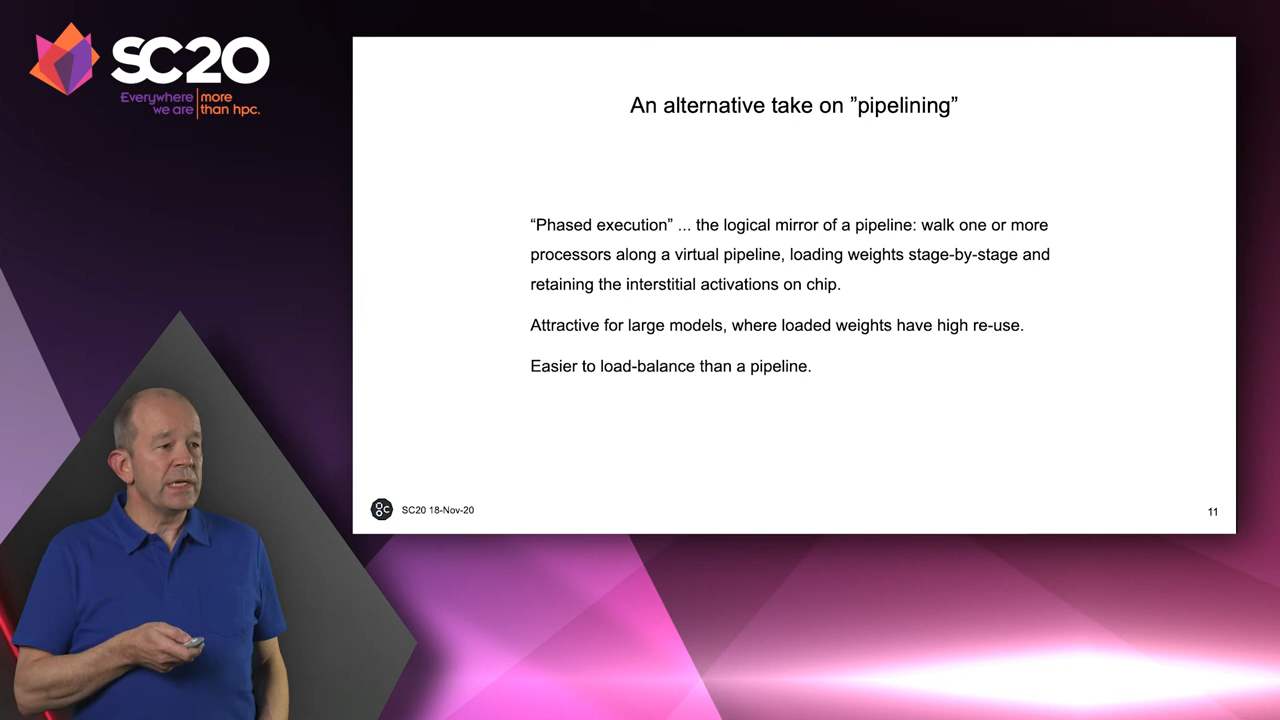 SC20
Everywhere more
we are than hpc.
An alternative take on ”pipelining”
“Phased execution” ... the logical mirror of a pipeline: walk one or more
processors along a virtual pipeline, loading weights stage-by-stage and
retaining the interstitial activations on chip.
Attractive for large models, where loaded weights have high re-use.
Easier to load-balance than a pipeline.
SC20 18-Nov-20
11